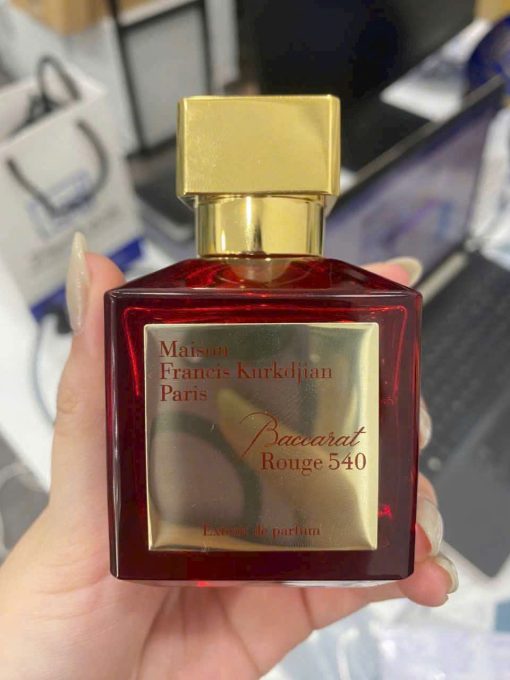 Maison
Francis Kurkdjian
Paris
Baccarat
Rouge 540
Extrait de parfum